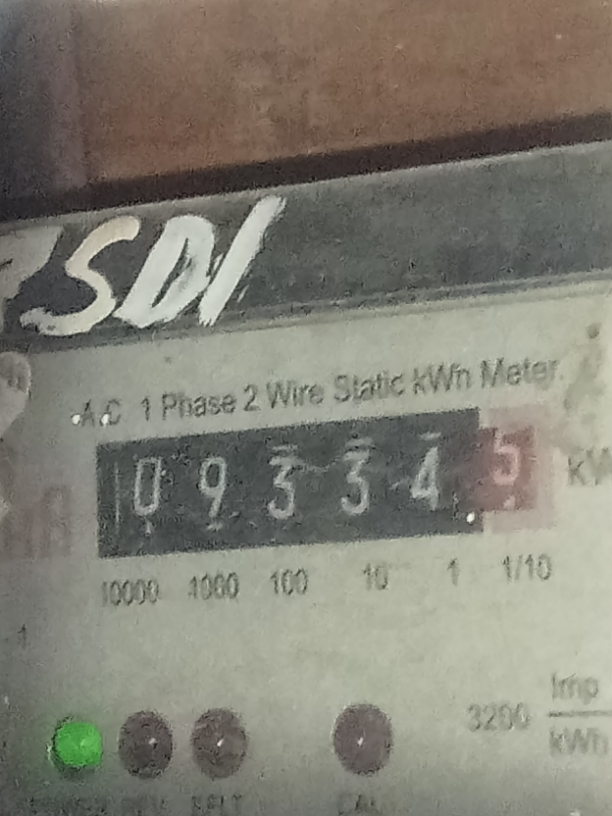 SDI
A.C 1 Phase 2 Wire Static kWh Meter.
0 9 3 3 4 5
10000 1000 100 10 1 1/10
1
3200 Imp
kWh
CAL